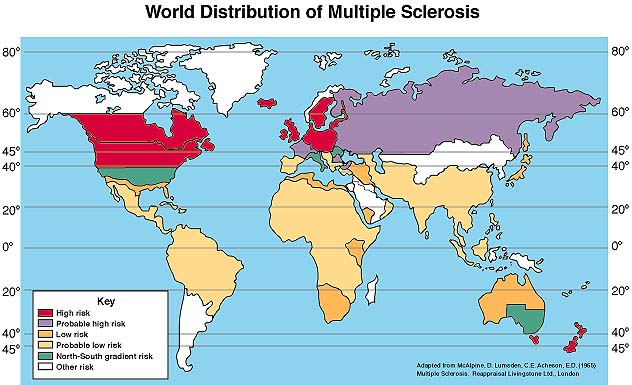 World Distribution of Multiple Sclerosis
80° 80°
60° 60°
45° 45°
40° 40°
20° 20°
0° 0°
20° 20°
40° 40°
45° 45°
Key
High risk
Probable high risk
Low risk
Probable low risk
North-South gradient risk
Other risk
Adapted from McAlpine, D. Lumsden, C.E. Acheson, E.D. (1965)
Multiple Sclerosis. Reappraisal Livingstone Ltd., London